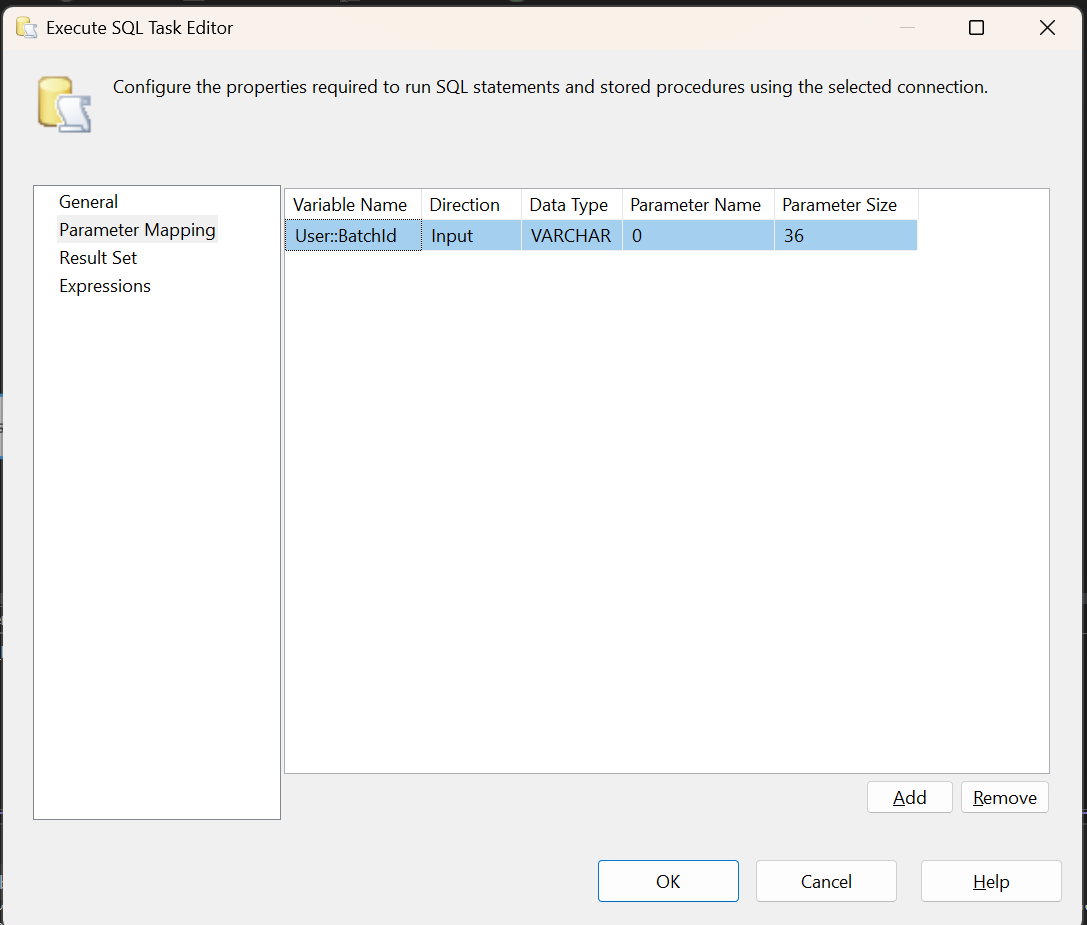 Execute SQL Task Editor
Configure the properties required to run SQL statements and stored procedures using the selected connection.
General
Parameter Mapping
Result Set
Expressions
Variable Name Direction Data Type Parameter Name Parameter Size
User::BatchId Input VARCHAR 0 36
Add Remove
OK Cancel Help